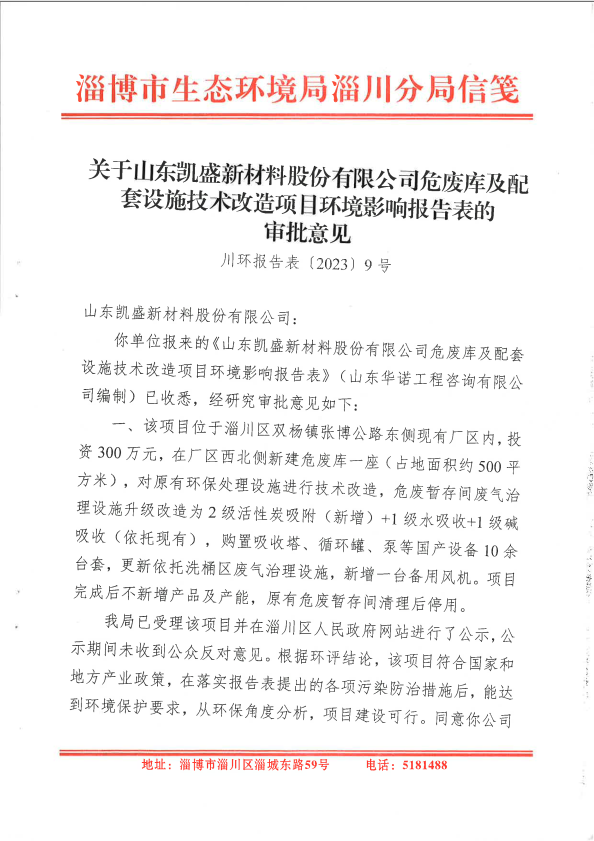 淄博市生态环境局淄川分局信笺
关于山东凯盛新材料股份有限公司危废库及配
套设施技术改造项目环境影响报告表的
审批意见
川环报告表〔2023〕9号
山东凯盛新材料股份有限公司：
你单位报来的《山东凯盛新材料股份有限公司危废库及配套
设施技术改造项目环境影响报告表》（山东华诺工程咨询有限公
司编制）已收悉，经研究审批意见如下：
一、该项目位于淄川区双杨镇张博公路东侧现有厂区内，投
资300万元，在厂区西北侧新建危废库一座（占地面积约500平
方米），对原有环保处理设施进行技术改造，危废暂存间废气治
理设施升级改造为2级活性炭吸附（新增）+1级水吸收+1级碱
吸收（依托现有），购置吸收塔、循环罐、泵等国产设备10余
台套，更新依托洗桶区废气治理设施，新增一台备用风机。项目
完成后不新增产品及产能，原有危废暂存间清理后停用。
我局已受理该项目并在淄川区人民政府网站进行了公示，公
示期间未收到公众反对意见。根据环评结论，该项目符合国家和
地方产业政策，在落实报告表提出的各项污染防治措施后，能达
到环境保护要求，从环保角度分析，项目建设可行。同意你公司
地址：淄博市淄川区淄城东路59号 电话：5181488